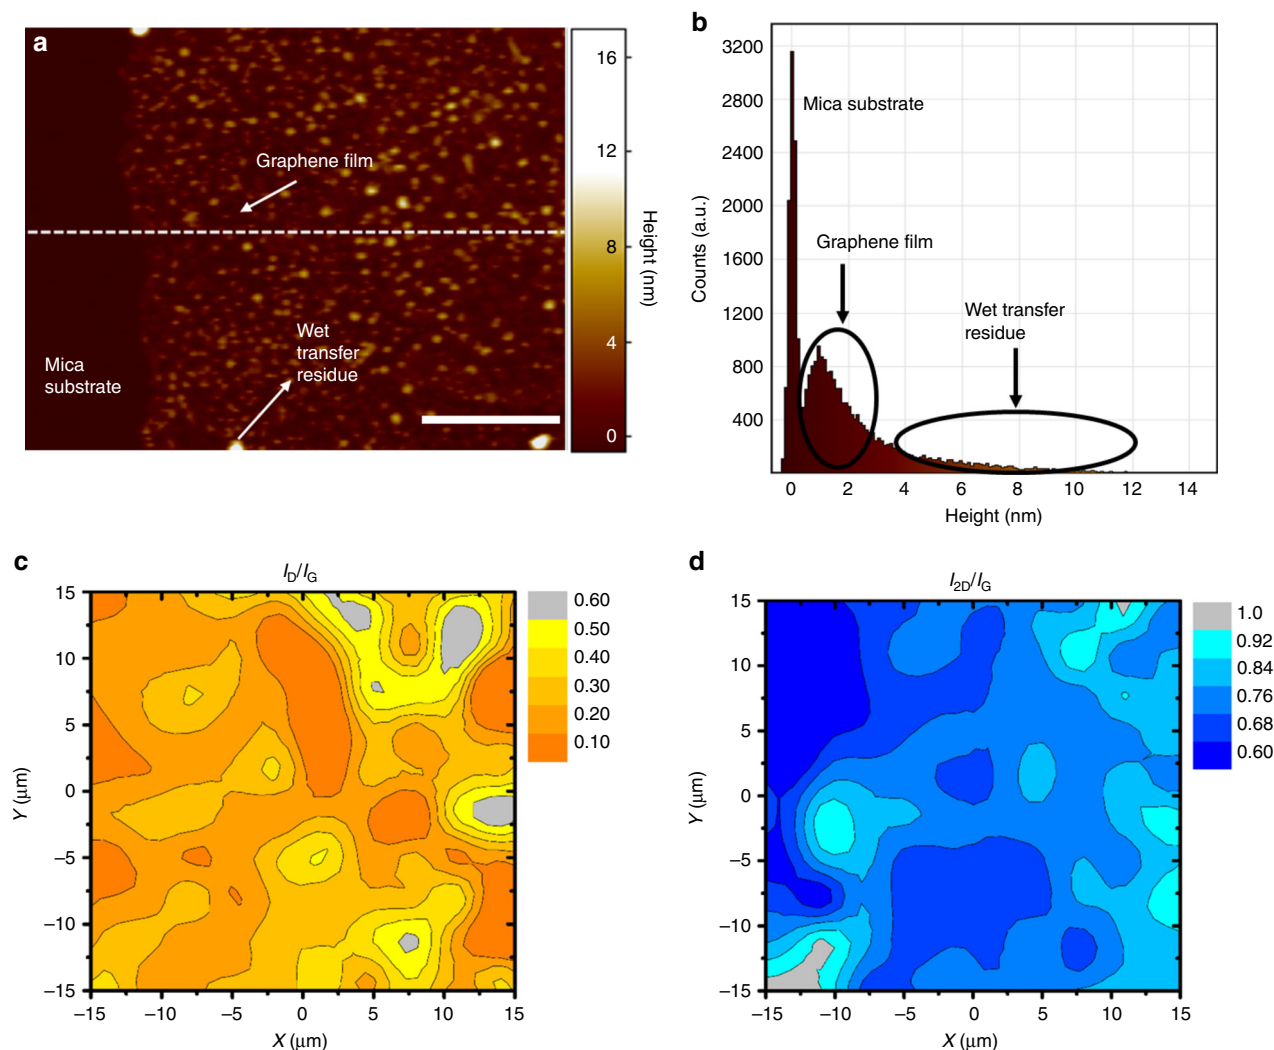 a
Graphene film
Wet
transfer
residue
Mica
substrate
16
12
8
4
0
Height (nm)
b
3200
2800
2400
2000
1600
1200
800
400
Counts (a.u.)
Mica substrate
Graphene film
Wet transfer
residue
0 2 4 6 8 10 12 14
Height (nm)
c
I_D/I_G
15
10
5
0
–5
–10
–15
Y (μm)
–15 –10 –5 0 5 10 15
X (μm)
0.60
0.50
0.40
0.30
0.20
0.10
d
I_2D/I_G
15
10
5
0
–5
–10
–15
Y (μm)
–15 –10 –5 0 5 10 15
X (μm)
1.0
0.92
0.84
0.76
0.68
0.60